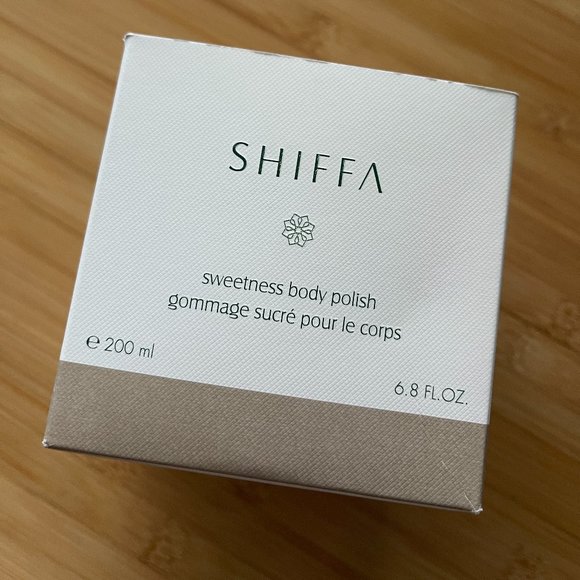 SHIFFA
sweetness body polish
gommage sucré pour le corps
℮ 200 ml
6.8 FL.OZ.